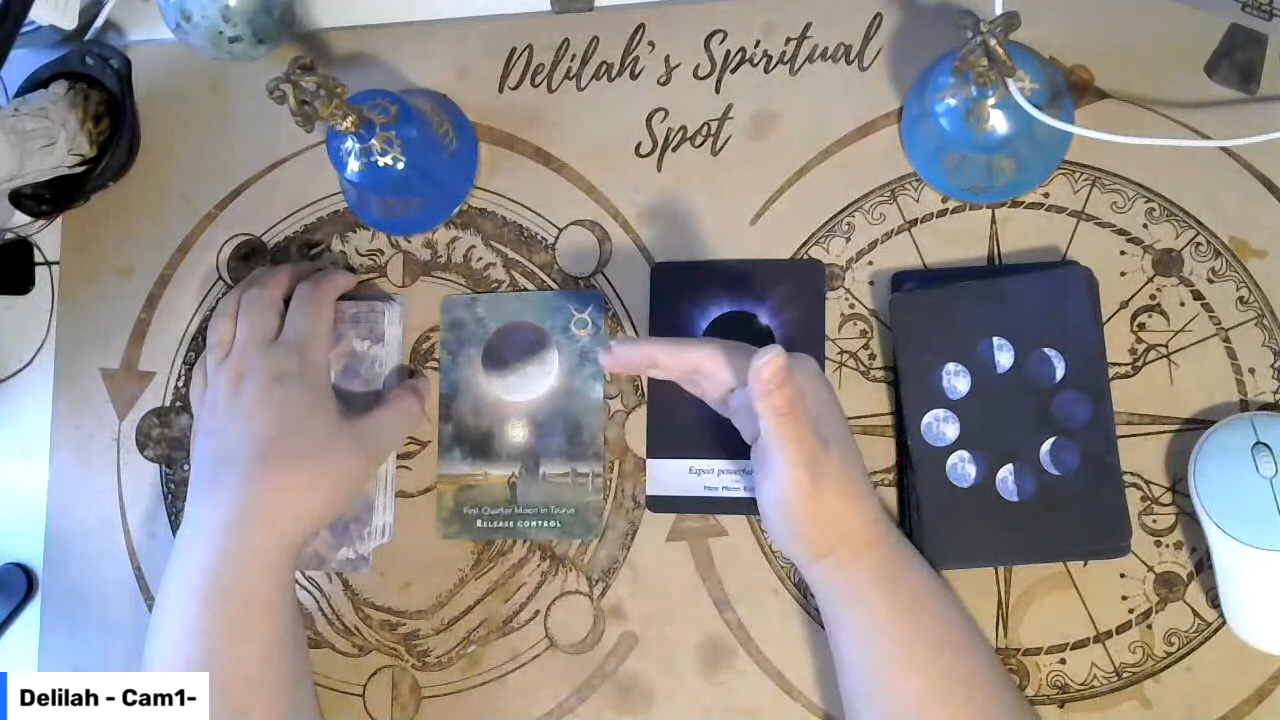 Delilah's Spiritual
Spot
First Quarter Moon in Taurus
RELEASE CONTROL
Expect powerful
New Moon
Delilah - Cam1-